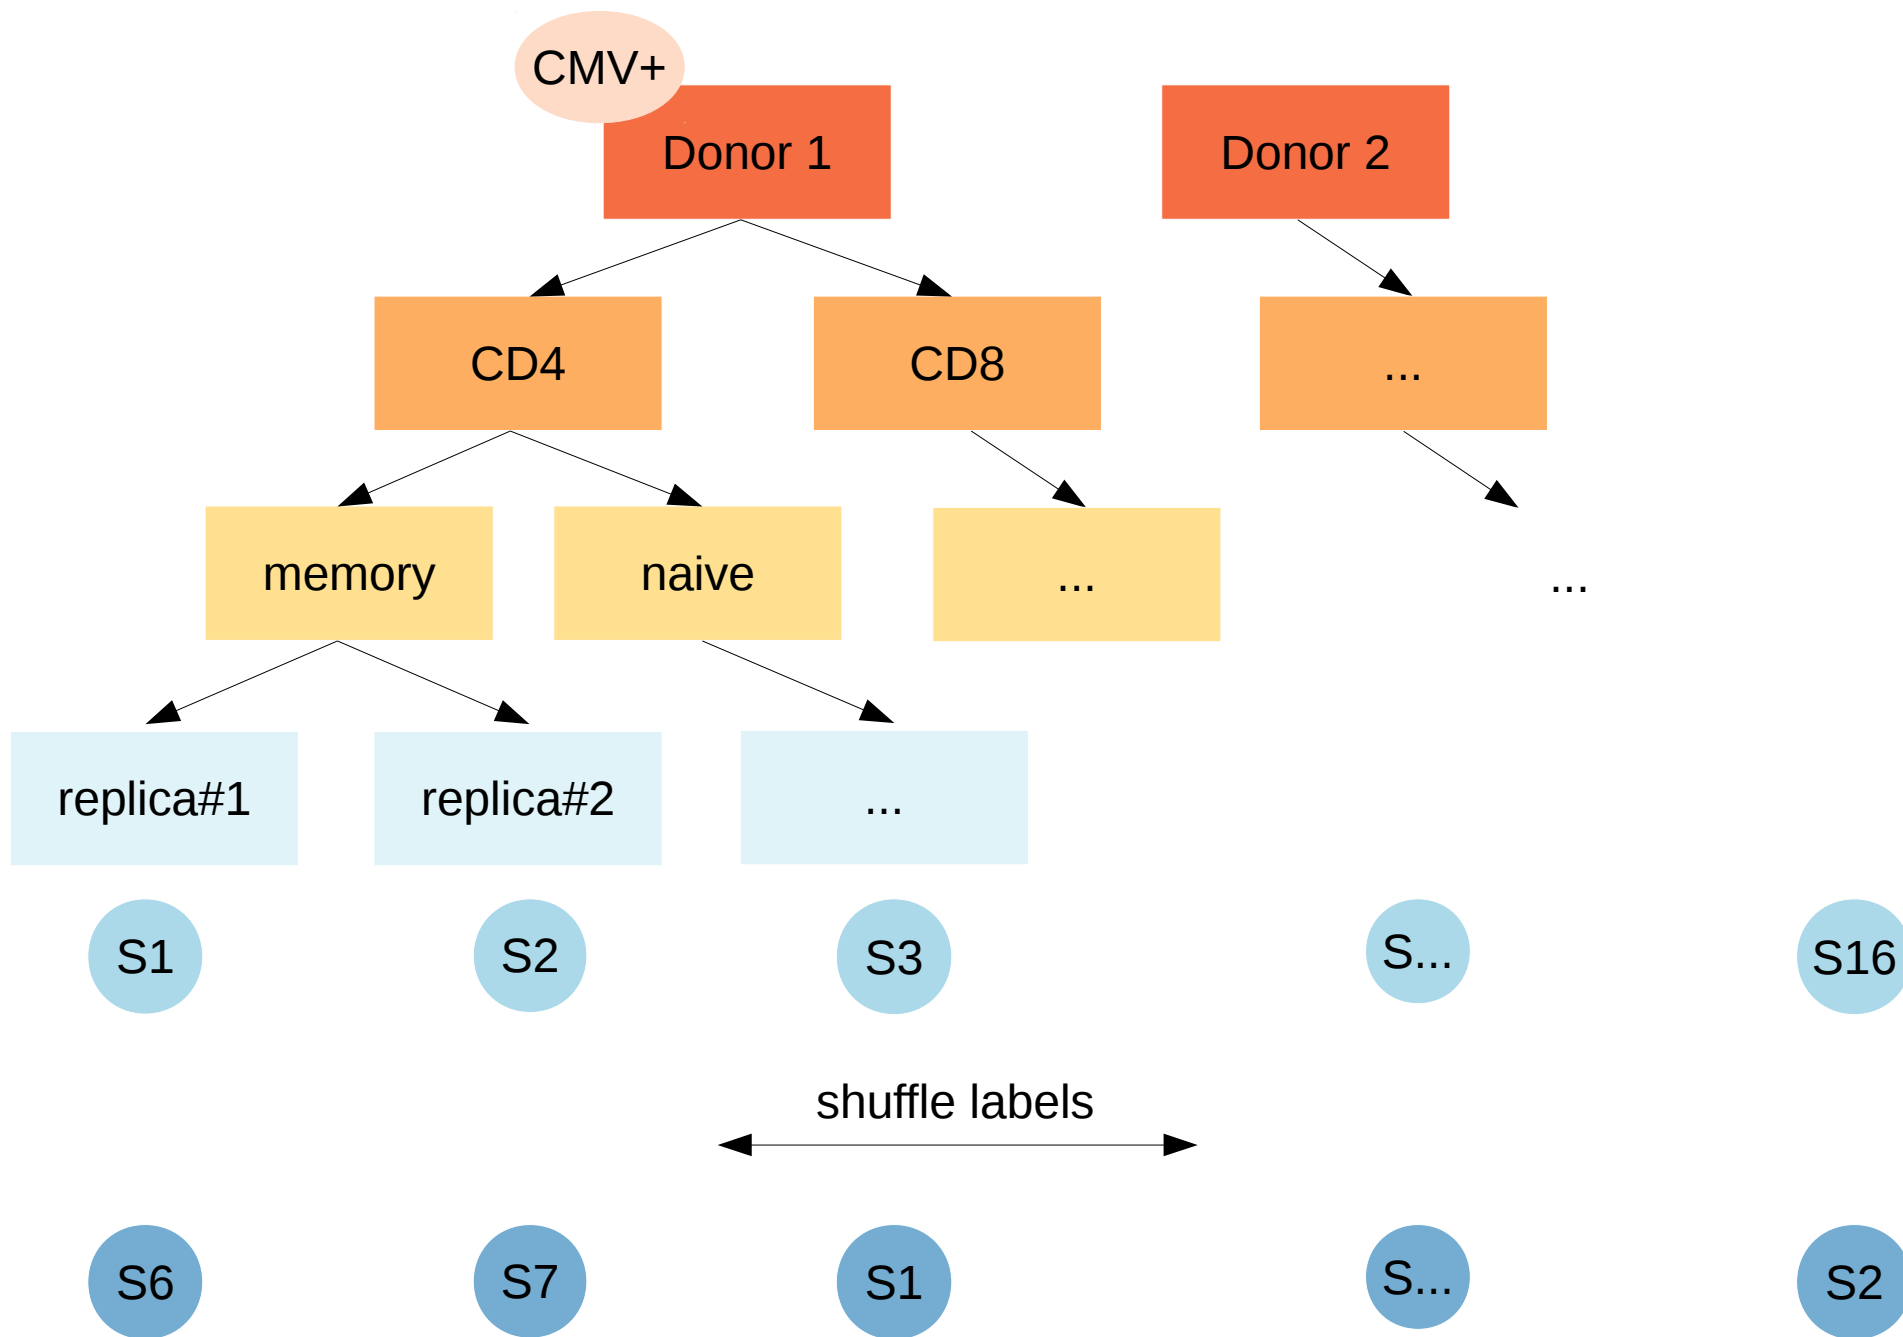 CMV+
Donor 1
Donor 2
CD4
CD8
...
memory
naive
...
...
replica#1
replica#2
...
S1
S2
S3
S...
S16
shuffle labels
S6
S7
S1
S...
S2